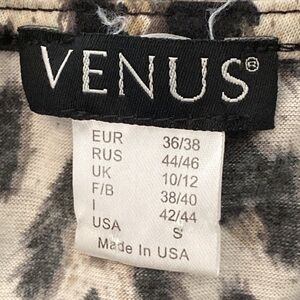 VENUS®
EUR 36/38
RUS 44/46
UK 10/12
F/B 38/40
I 42/44
USA S
Made In USA